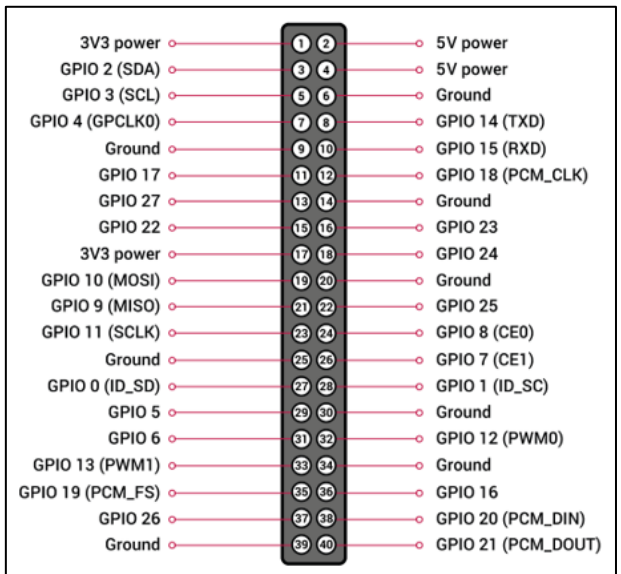 3V3 power 1 2 5V power
GPIO 2 (SDA) 3 4 5V power
GPIO 3 (SCL) 5 6 Ground
GPIO 4 (GPCLK0) 7 8 GPIO 14 (TXD)
Ground 9 10 GPIO 15 (RXD)
GPIO 17 11 12 GPIO 18 (PCM_CLK)
GPIO 27 13 14 Ground
GPIO 22 15 16 GPIO 23
3V3 power 17 18 GPIO 24
GPIO 10 (MOSI) 19 20 Ground
GPIO 9 (MISO) 21 22 GPIO 25
GPIO 11 (SCLK) 23 24 GPIO 8 (CE0)
Ground 25 26 GPIO 7 (CE1)
GPIO 0 (ID_SD) 27 28 GPIO 1 (ID_SC)
GPIO 5 29 30 Ground
GPIO 6 31 32 GPIO 12 (PWM0)
GPIO 13 (PWM1) 33 34 Ground
GPIO 19 (PCM_FS) 35 36 GPIO 16
GPIO 26 37 38 GPIO 20 (PCM_DIN)
Ground 39 40 GPIO 21 (PCM_DOUT)